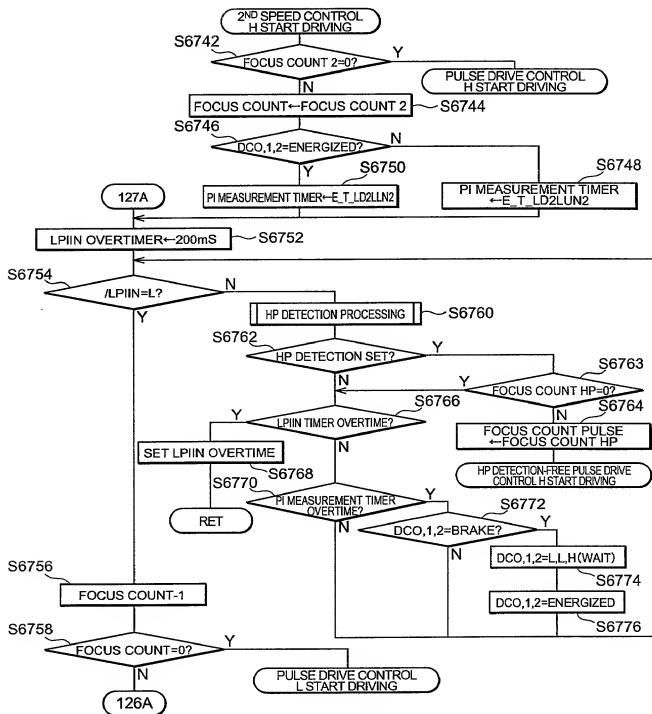 2ND SPEED CONTROL
H START DRIVING
S6742
FOCUS COUNT 2=0?
Y
N
PULSE DRIVE CONTROL
H START DRIVING
FOCUS COUNT←FOCUS COUNT 2
S6744
S6746
DCO,1,2=ENERGIZED?
N
Y
S6750
S6748
127A
PI MEASUREMENT TIMER←E_T_LD2LLN2
PI MEASUREMENT TIMER
←E_T_LD2LUN2
LPIIN OVERTIMER←200mS
S6752
S6754
/LPIIN=L?
N
Y
HP DETECTION PROCESSING
S6760
S6762
HP DETECTION SET?
Y
N
S6763
FOCUS COUNT HP=0?
Y
N
S6764
S6766
LPIIN TIMER OVERTIME?
Y
N
FOCUS COUNT PULSE
←FOCUS COUNT HP
SET LPIIN OVERTIME
S6768
HP DETECTION-FREE PULSE DRIVE
CONTROL H START DRIVING
S6770
RET
PI MEASUREMENT TIMER
OVERTIME?
Y
N
S6772
DCO,1,2=BRAKE?
Y
N
DCO,1,2=L,L,H(WAIT)
S6774
S6756
FOCUS COUNT-1
DCO,1,2=ENERGIZED
S6776
S6758
FOCUS COUNT=0?
Y
N
PULSE DRIVE CONTROL
L START DRIVING
126A